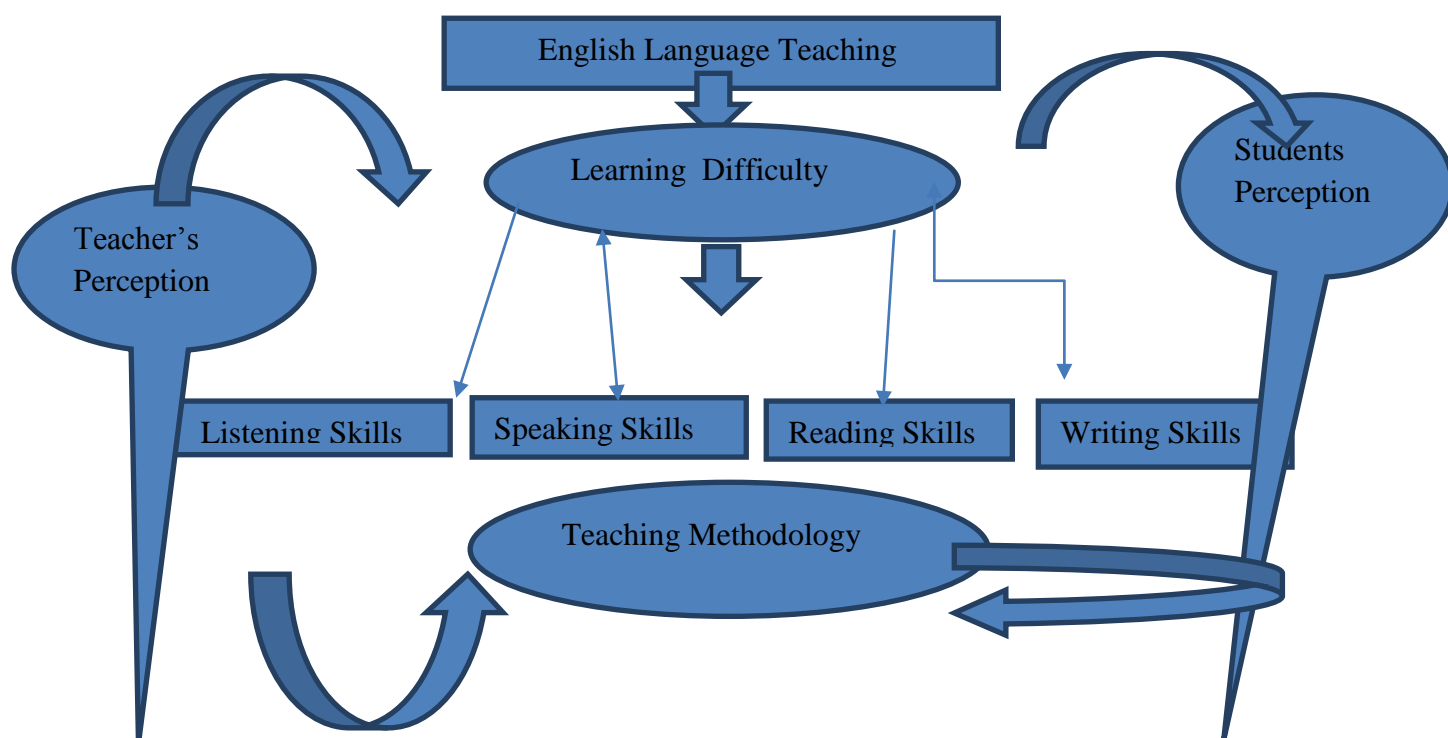 English Language Teaching
Learning Difficulty
Students
Perception
Teacher's
Perception
Listening Skills
Speaking Skills
Reading Skills
Writing Skills
Teaching Methodology